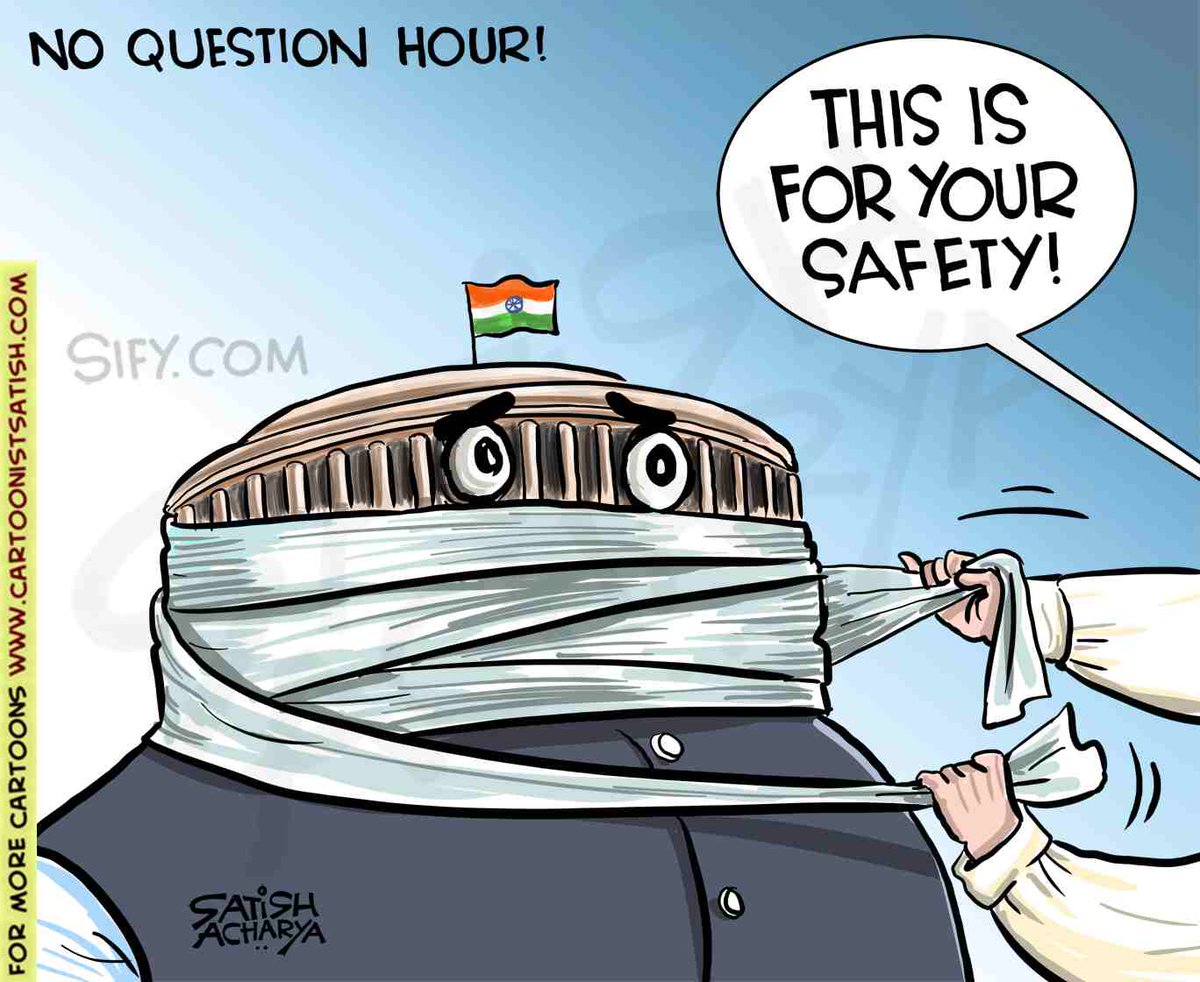 NO QUESTION HOUR!
THIS IS
FOR YOUR
SAFETY!
SIFY.COM
FOR MORE CARTOONS WWW.CARTOONISTSATISH.COM
SATISH
ACHARYA